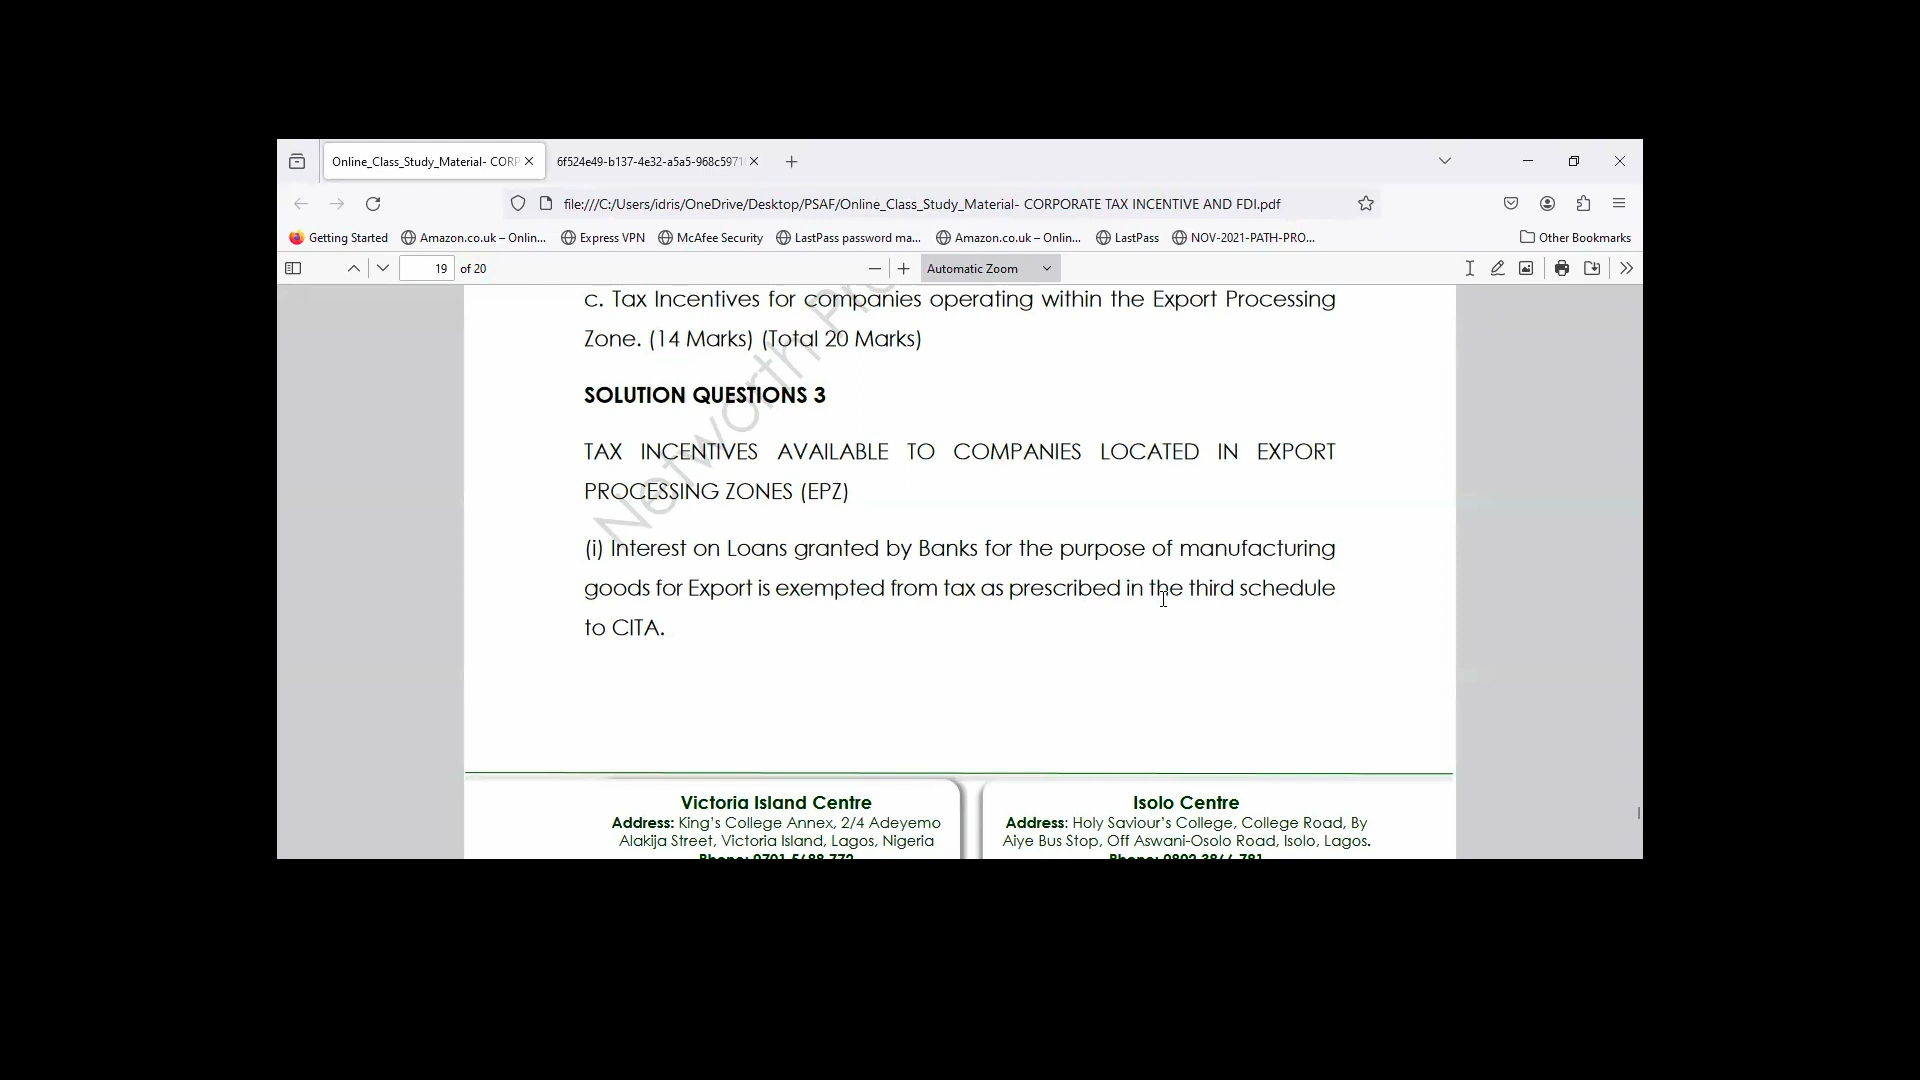 Online_Class_Study_Material- CORP
6f524e49-b137-4e32-a5a5-968c5971
file:///C:/Users/idris/OneDrive/Desktop/PSAF/Online_Class_Study_Material- CORPORATE TAX INCENTIVE AND FDI.pdf
Getting Started Amazon.co.uk – Onlin... Express VPN McAfee Security LastPass password ma... Amazon.co.uk – Onlin... LastPass NOV-2021-PATH-PRO... Other Bookmarks
19 of 20 Automatic Zoom
c. Tax Incentives for companies operating within the Export Processing
Zone. (14 Marks) (Total 20 Marks)
SOLUTION QUESTIONS 3
TAX INCENTIVES AVAILABLE TO COMPANIES LOCATED IN EXPORT
PROCESSING ZONES (EPZ)
(i) Interest on Loans granted by Banks for the purpose of manufacturing
goods for Export is exempted from tax as prescribed in the third schedule
to CITA.
Networth
Victoria Island Centre
Address: King's College Annex, 2/4 Adeyemo
Alakija Street, Victoria Island, Lagos, Nigeria
Phone: 0701 5688 772
Isolo Centre
Address: Holy Saviour's College, College Road, By
Aiye Bus Stop, Off Aswani-Osolo Road, Isolo, Lagos.